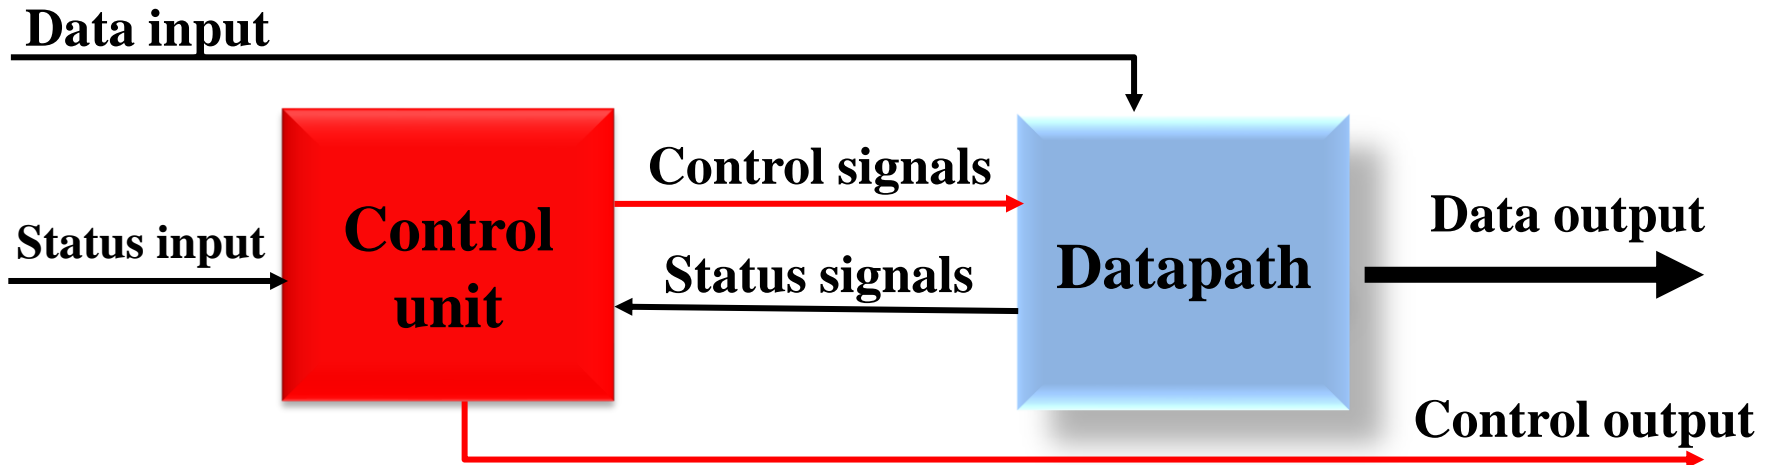 Data input
Control signals
Control
unit
Status input
Status signals
Datapath
Data output
Control output